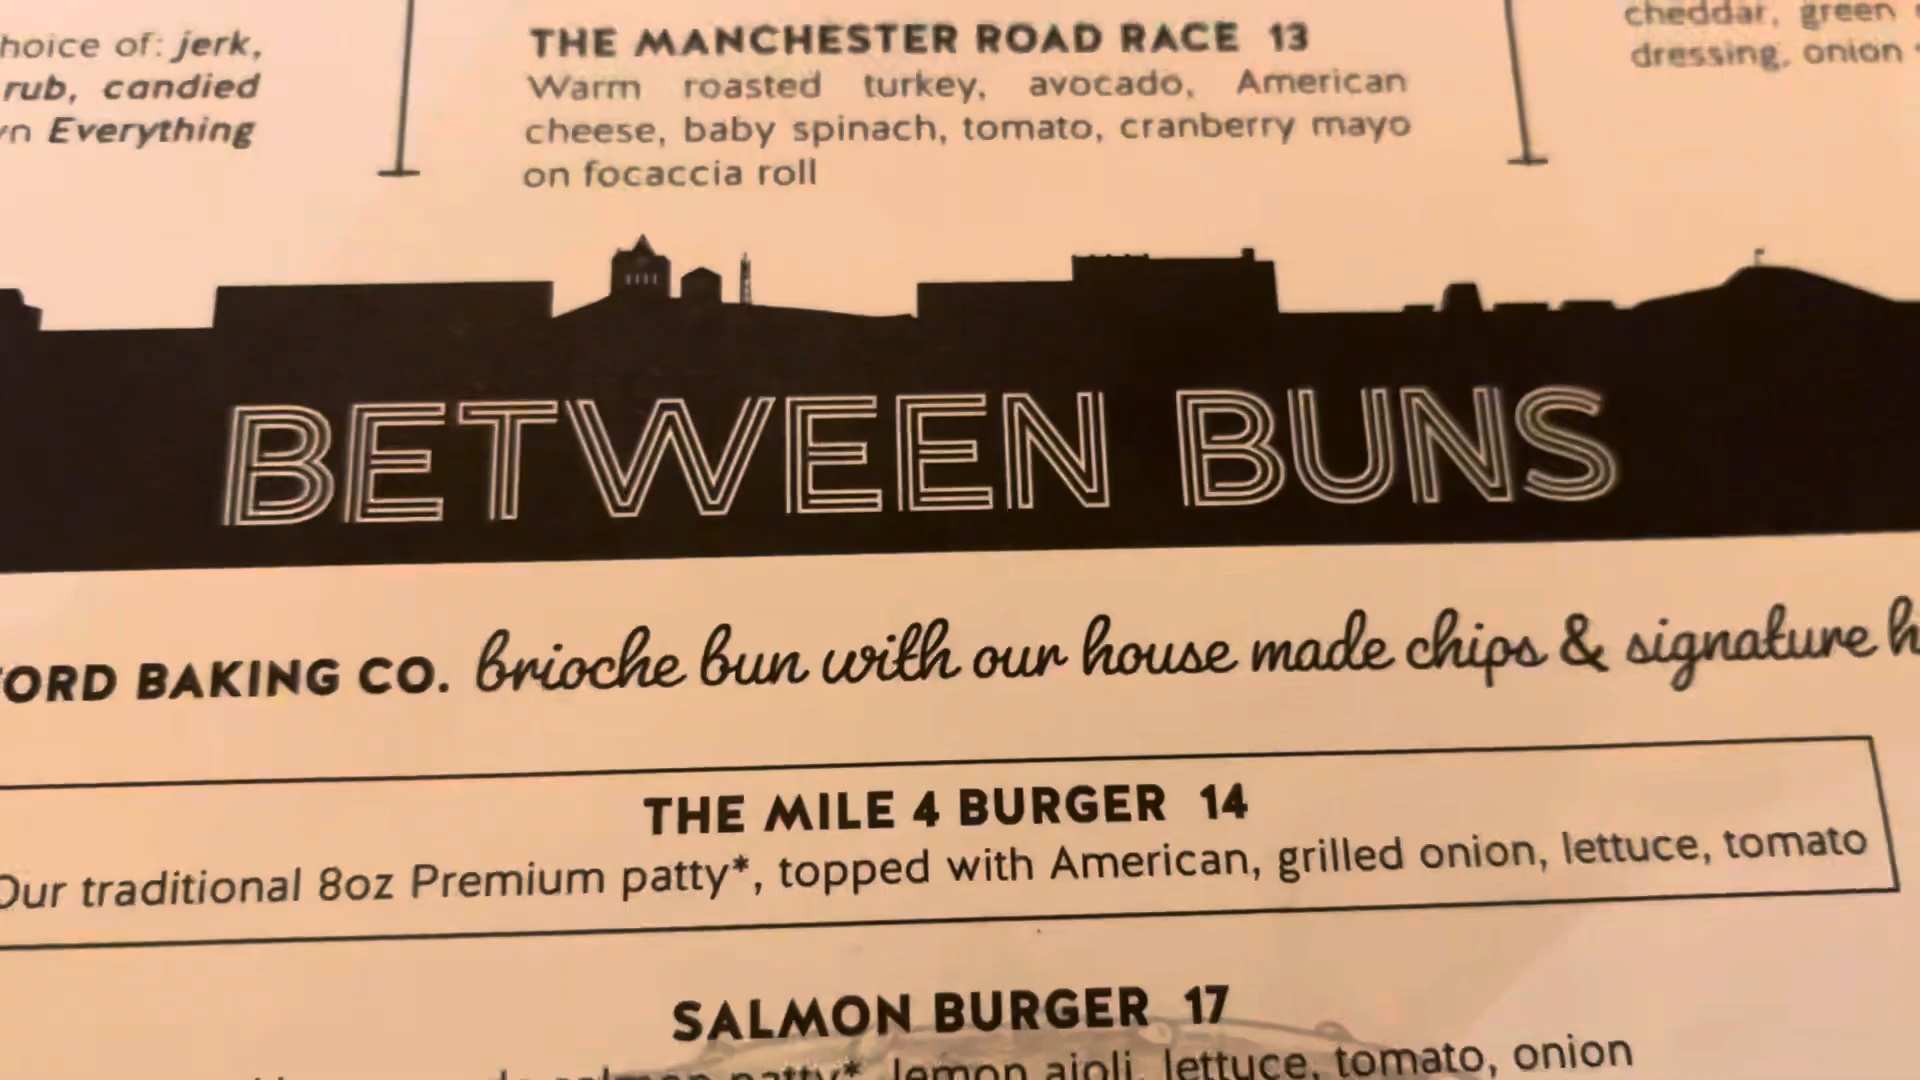 hoice of: jerk,
rub, candied
Everything
THE MANCHESTER ROAD RACE 13
Warm roasted turkey, avocado, American
cheese, baby spinach, tomato, cranberry mayo
on focaccia roll
cheddar, green
dressing, onion
BETWEEN BUNS
ORD BAKING CO. brioche bun with our house made chips & signature h
THE MILE 4 BURGER 14
Our traditional 8oz Premium patty*, topped with American, grilled onion, lettuce, tomato
SALMON BURGER 17
salmon patty*, lemon aioli, lettuce, tomato, onion